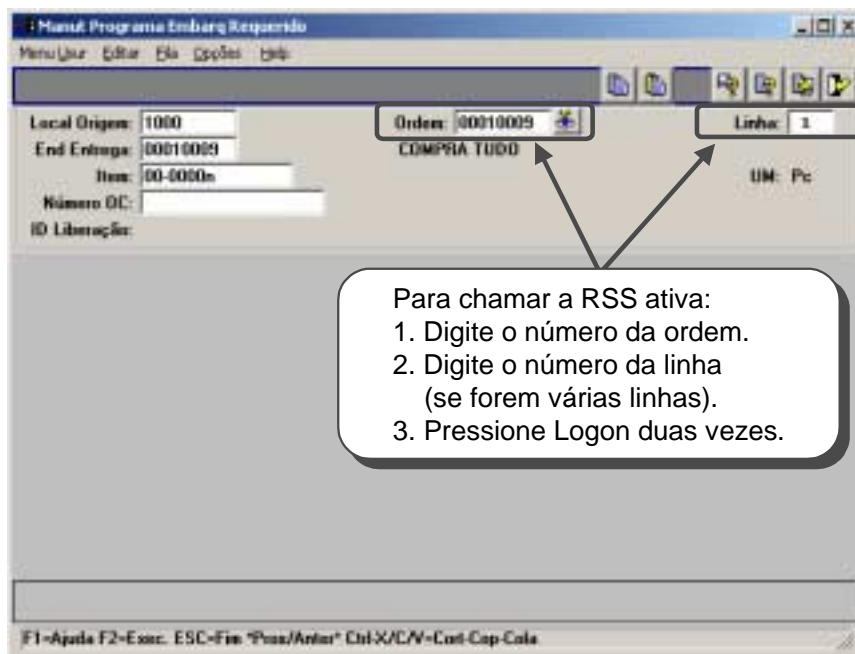 Manut Programa Embarq Requerido
Menu Usur Editar Fila Opções Help
Local Origem: 1000 Ordem: 00010009 Linha: 1
End Entrega: 00010009 COMPRA TUDO
Item: 00-0000n UM: Pc
Número OC:
ID Liberação:
Para chamar a RSS ativa:
1. Digite o número da ordem.
2. Digite o número da linha
(se forem várias linhas).
3. Pressione Logon duas vezes.
F1=Ajuda F2=Exec. ESC=Fim *Prox/Anter* Ctrl-X/C/V=Cort-Cop-Cola